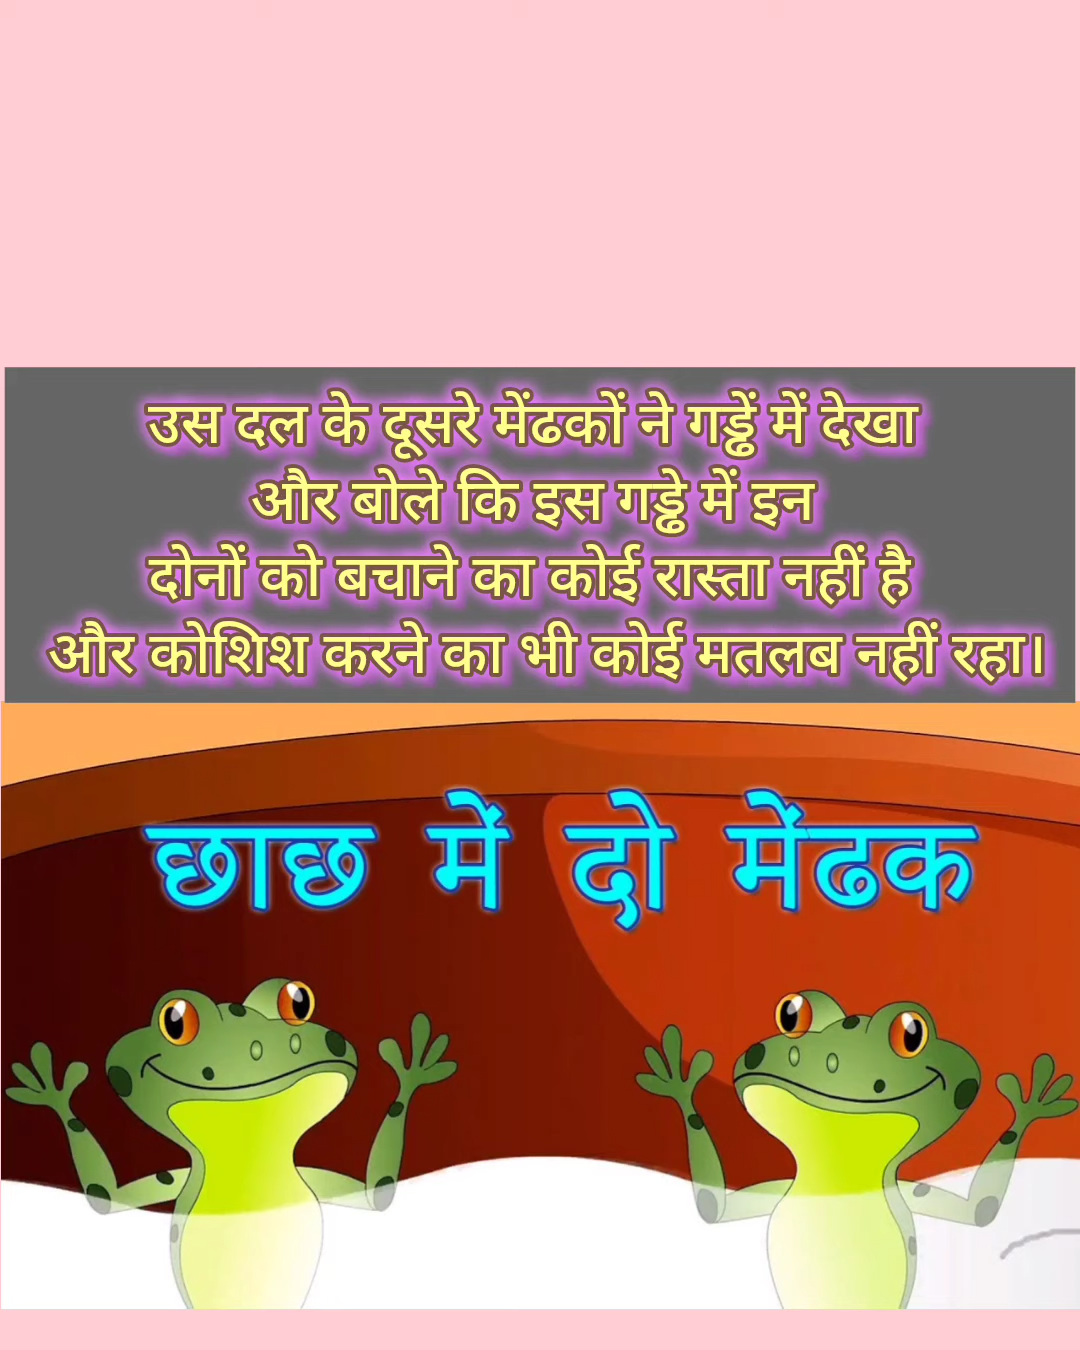 उस दल के दूसरे मेंढकों ने गड्ढें में देखा
और बोले कि इस गड्ढे में इन
दोनों को बचाने का कोई रास्ता नहीं है
और कोशिश करने का भी कोई मतलब नहीं रहा।
छाछ में दो मेंढक